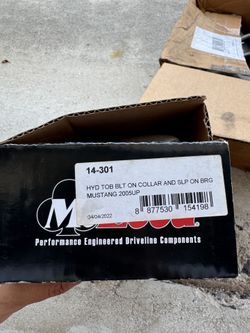 14-301
HYD TOB BLT ON COLLAR AND SLP ON BRG
MUSTANG 2005UP
04/04/2022
8 877530 154198
Performance Engineered Driveline Components